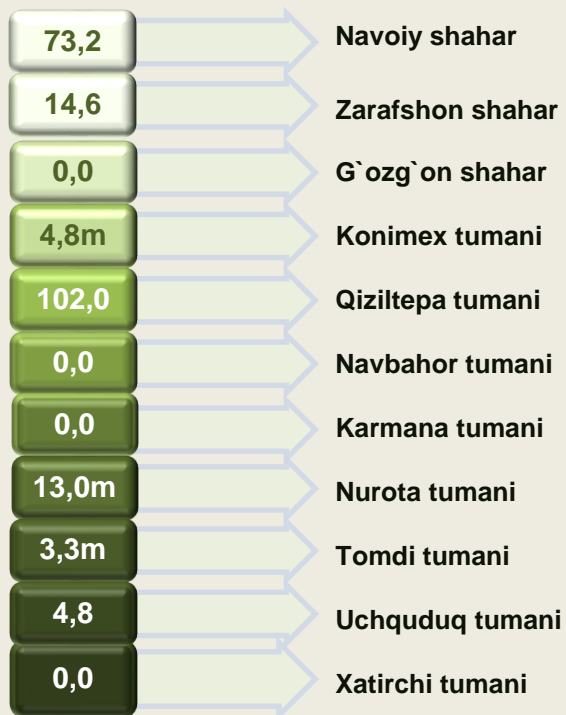 73,2 Navoiy shahar
14,6 Zarafshon shahar
0,0 G`ozg`on shahar
4,8m Konimex tumani
102,0 Qiziltepa tumani
0,0 Navbahor tumani
0,0 Karmana tumani
13,0m Nurota tumani
3,3m Tomdi tumani
4,8 Uchquduq tumani
0,0 Xatirchi tumani